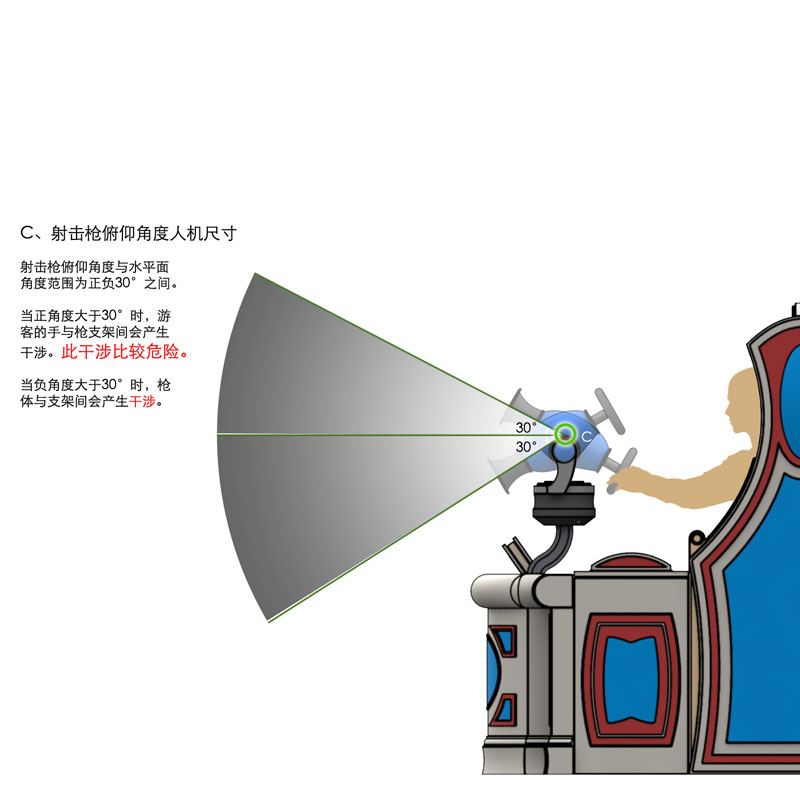 C、射击枪俯仰角度人机尺寸
射击枪俯仰角度与水平面
角度范围为正负30°之间。
当正角度大于30°时，游
客的手与枪支架间会产生
干涉。此干涉比较危险。
当负角度大于30°时，枪
体与支架间会产生干涉。
30°
C
30°